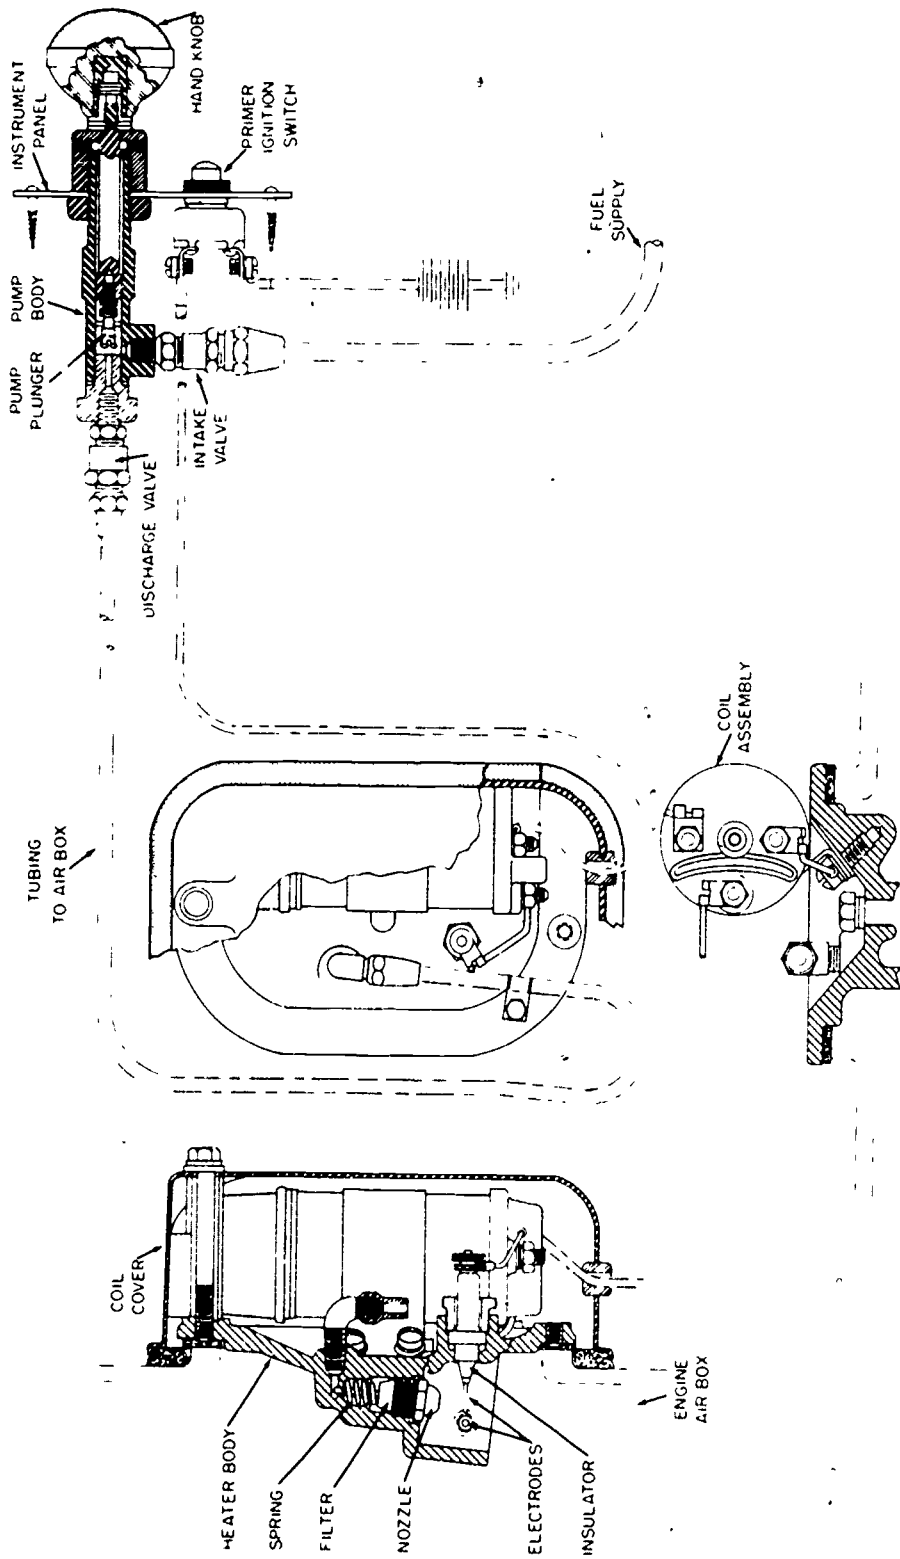 HAND KNOB
INSTRUMENT
PANEL
PRIMER
IGNITION
SWITCH
PUMP
BODY
PUMP
PLUNGER
FUEL
SUPPLY
INTAKE
VALVE
DISCHARGE VALVE
TUBING
TO AIR BOX
COIL
ASSEMBLY
COIL
COVER
HEATER BODY
SPRING
FILTER
NOZZLE
ELECTRODES
INSULATOR
ENGINE
AIR BOX